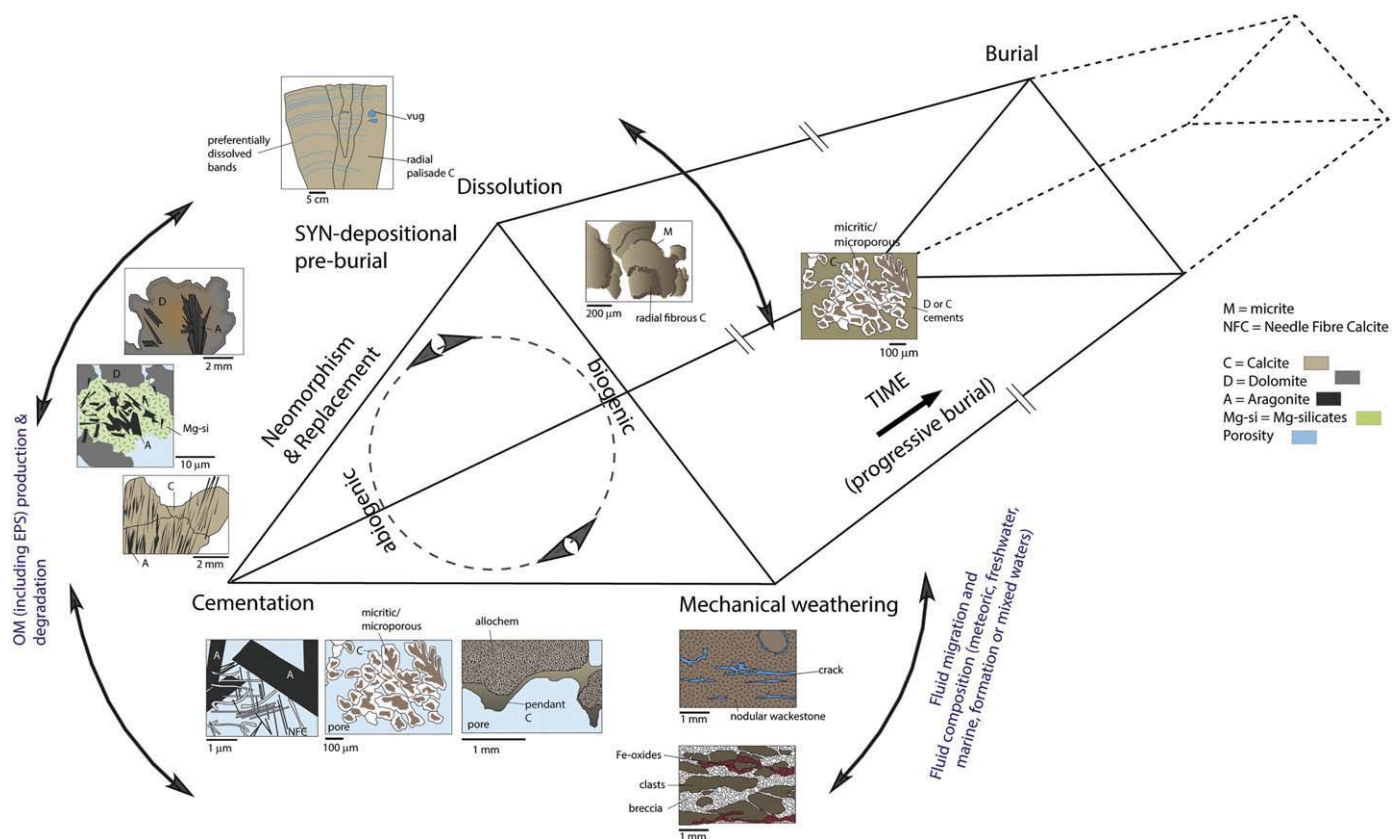 Burial
vug
preferentially
dissolved
bands
radial
palisade C
5 cm
Dissolution
SYN-depositional
pre-burial
M
radial fibrous C
200 µm
micritic/
microporous
C
D or C
cements
100 µm
D
A
2 mm
D
Mg-si
A
10 µm
C
A
2 mm
Neomorphism
& Replacement
biogenic
abiogenic
TIME
(progressive burial)
M = micrite
NFC = Needle Fibre Calcite
C = Calcite
D = Dolomite
A = Aragonite
Mg-si = Mg-silicates
Porosity
OM (including EPS) production &
degradation
Cementation
A
A
NFC
1 µm
micritic/
microporous
C
pore
100 µm
allochem
pendant
C
pore
1 mm
Mechanical weathering
crack
nodular wackestone
1 mm
Fe-oxides
clasts
breccia
1 mm
Fluid migration and
Fluid composition (meteoric, freshwater,
marine, formation or mixed waters)